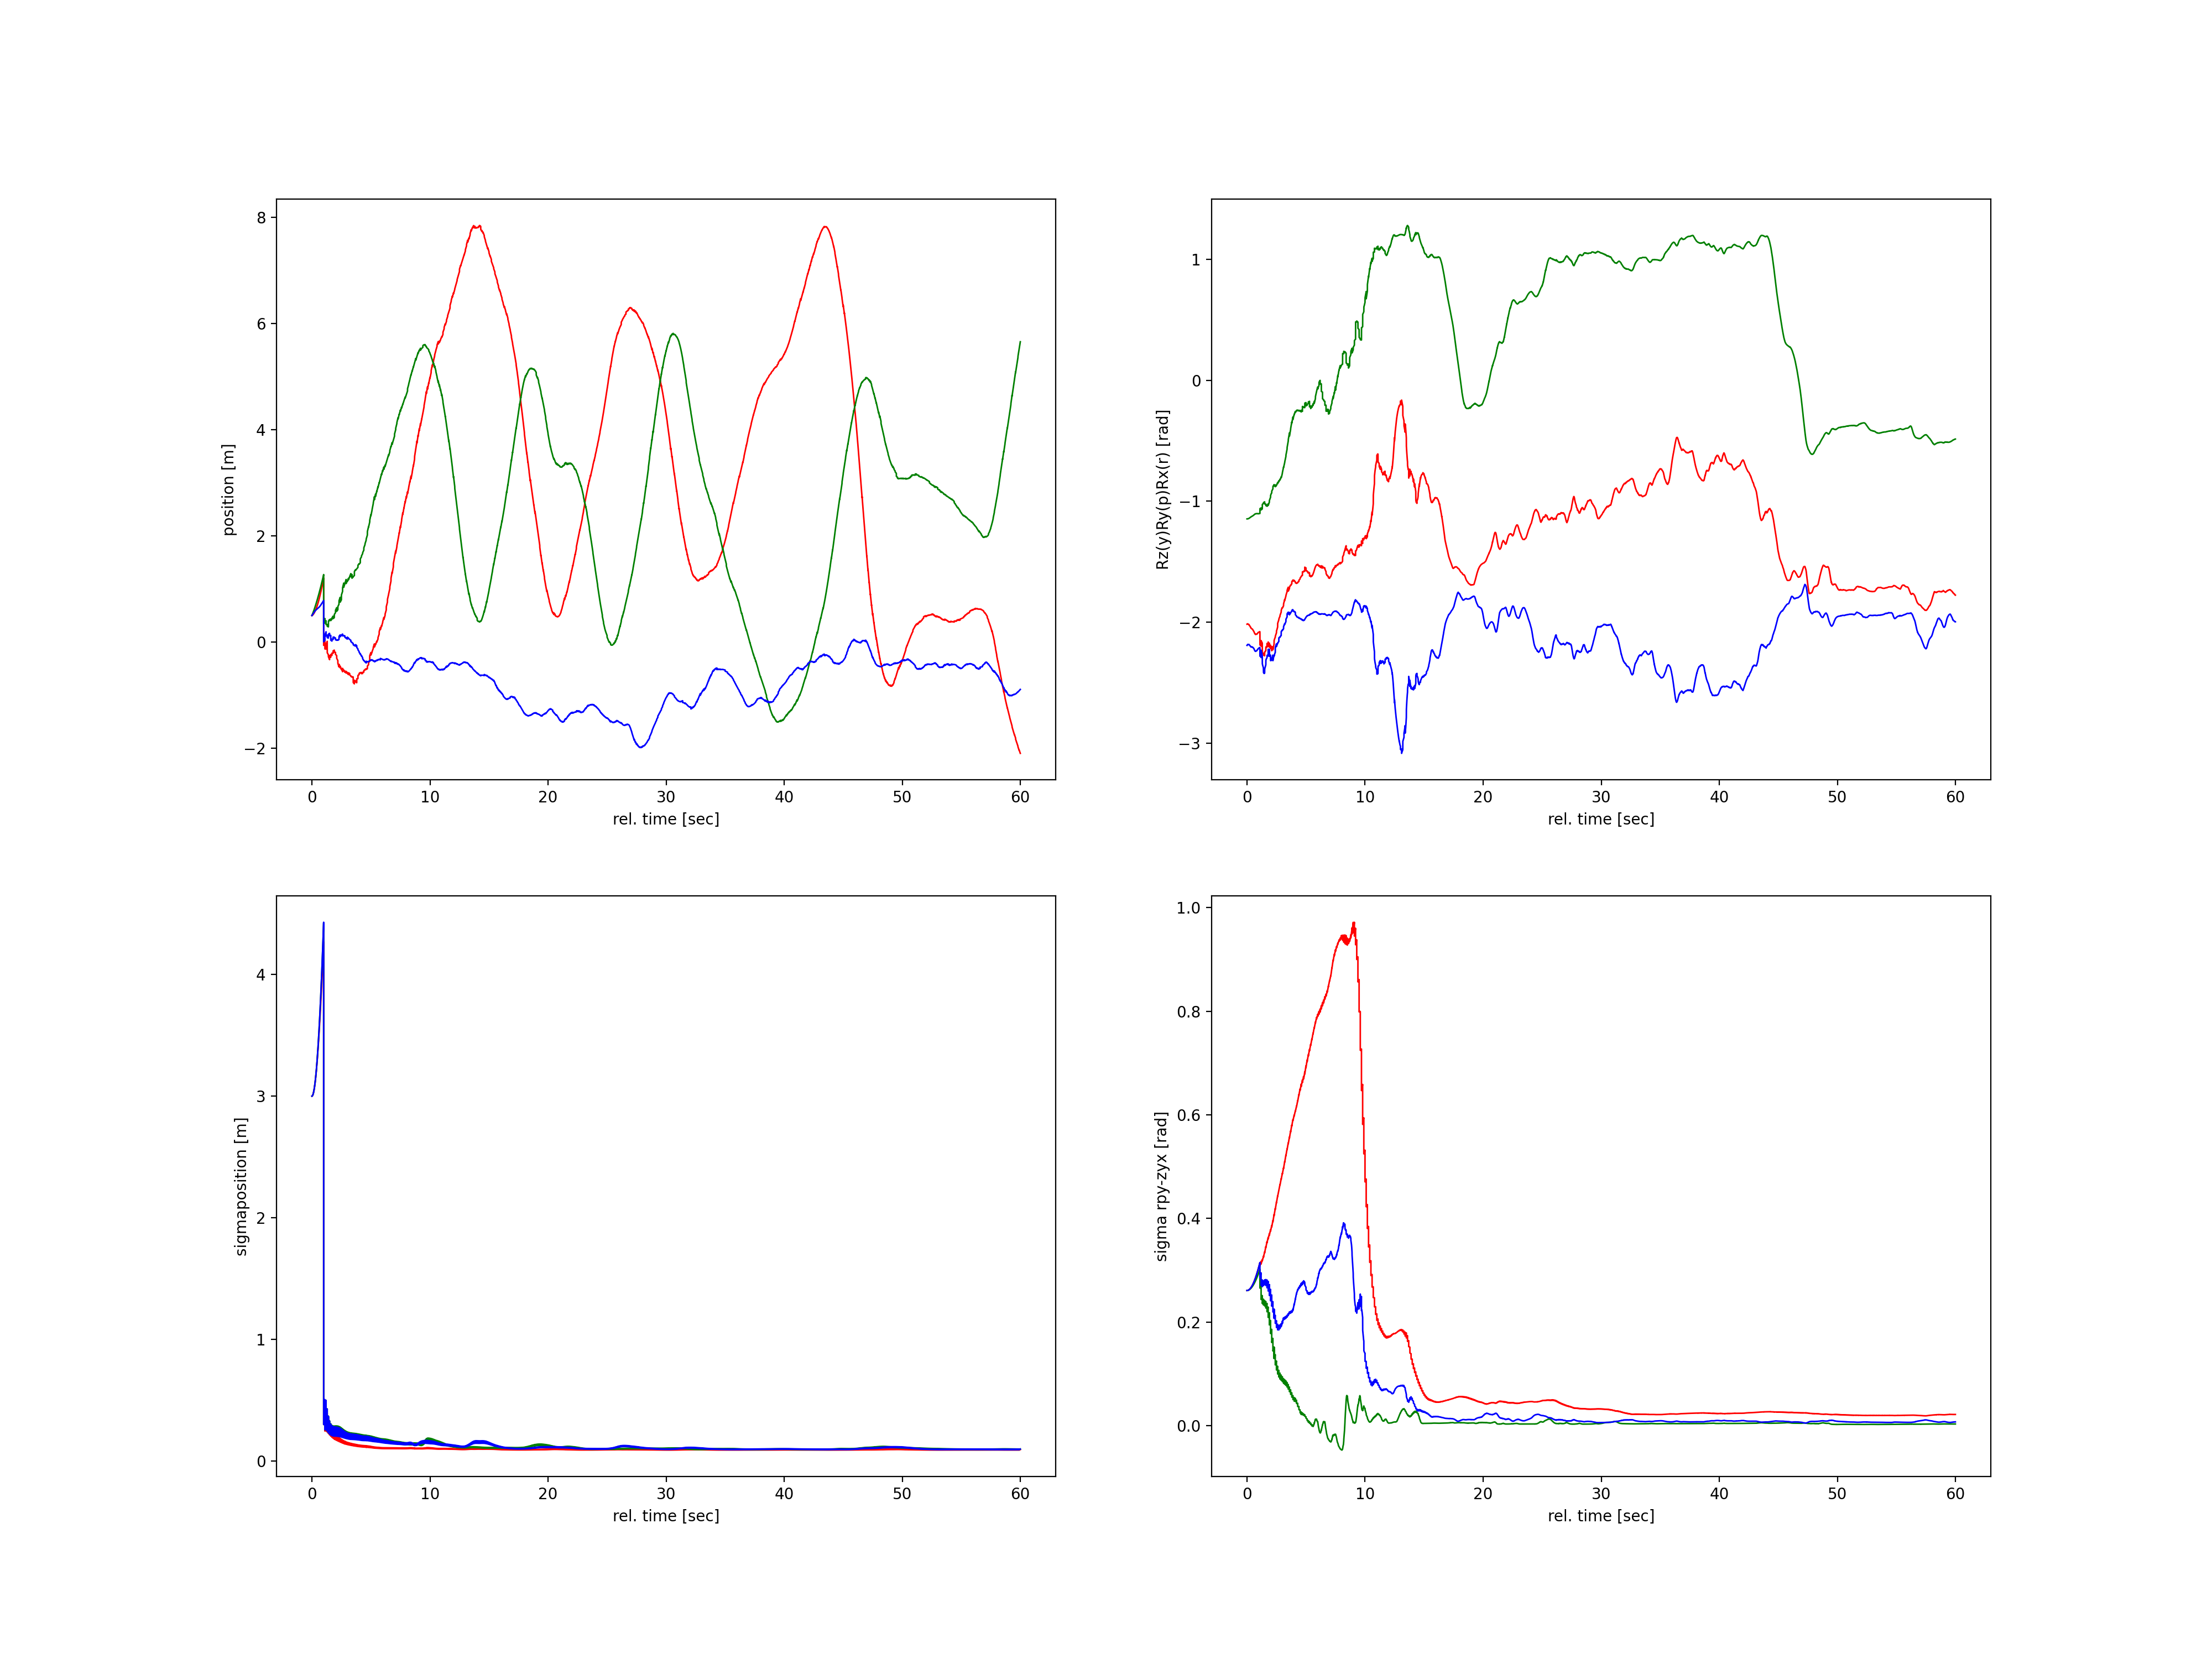 8
6
4
2
0
−2
position [m]
0 10 20 30 40 50 60
rel. time [sec]
1
0
−1
−2
−3
Rz(y)Ry(p)Rx(r) [rad]
0 10 20 30 40 50 60
rel. time [sec]
4
3
2
1
0
sigmaposition [m]
0 10 20 30 40 50 60
rel. time [sec]
1.0
0.8
0.6
0.4
0.2
0.0
sigma rpy-zyx [rad]
0 10 20 30 40 50 60
rel. time [sec]